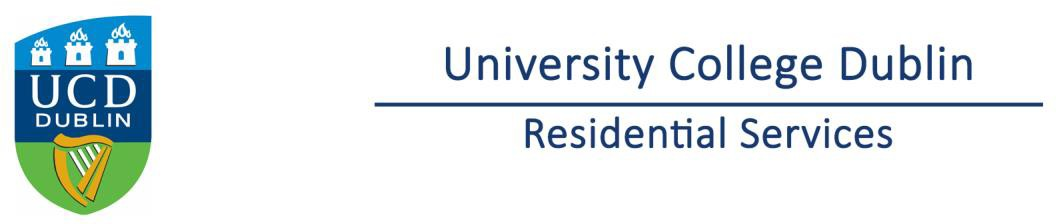 UCD
DUBLIN
University College Dublin
Residential Services